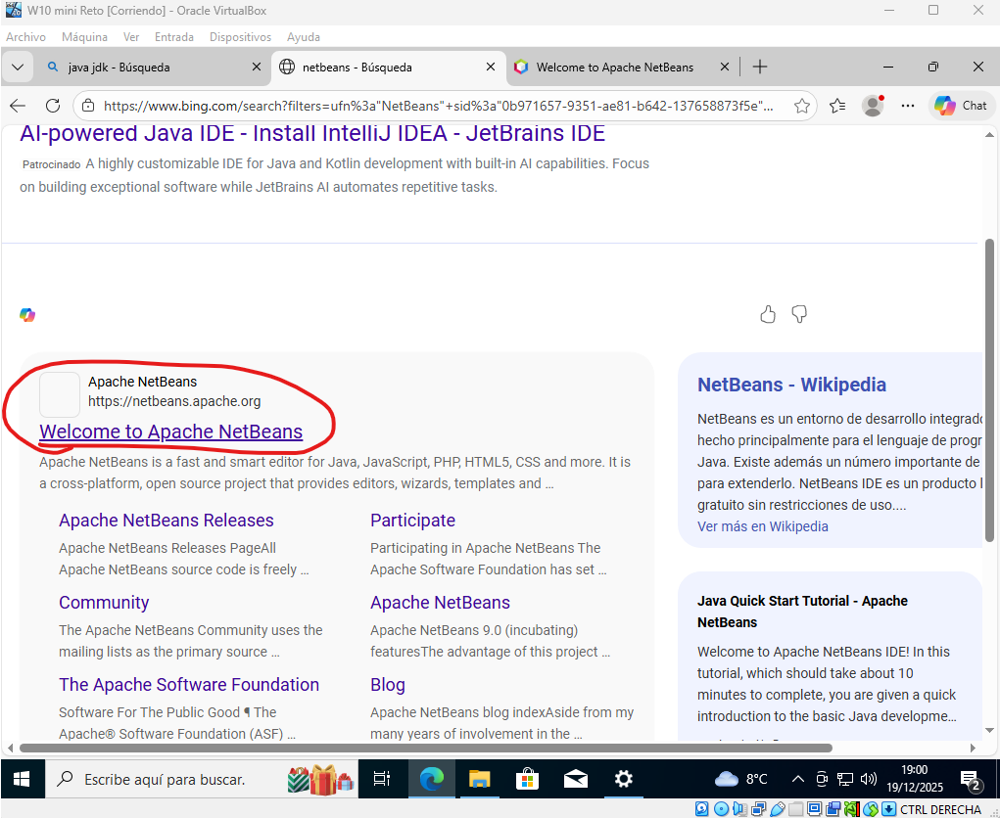 W10 mini Reto [Corriendo] - Oracle VirtualBox
Archivo Máquina Ver Entrada Dispositivos Ayuda
java jdk - Búsqueda
netbeans - Búsqueda
Welcome to Apache NetBeans
https://www.bing.com/search?filters=ufn%3a"NetBeans"+sid%3a"0b971657-9351-ae81-b642-137658873f5e"...
Chat
AI-powered Java IDE - Install IntelliJ IDEA - JetBrains IDE
Patrocinado A highly customizable IDE for Java and Kotlin development with built-in AI capabilities. Focus
on building exceptional software while JetBrains AI automates repetitive tasks.
Apache NetBeans
https://netbeans.apache.org
Welcome to Apache NetBeans
Apache NetBeans is a fast and smart editor for Java, JavaScript, PHP, HTML5, CSS and more. It is
a cross-platform, open source project that provides editors, wizards, templates and …
Apache NetBeans Releases
Apache NetBeans Releases PageAll
Apache NetBeans source code is freely …
Participate
Participating in Apache NetBeans The
Apache Software Foundation has set …
Community
The Apache NetBeans Community uses the
mailing lists as the primary source …
Apache NetBeans
Apache NetBeans 9.0 (incubating)
featuresThe advantage of this project …
The Apache Software Foundation
Software For The Public Good ¶ The
Apache® Software Foundation (ASF) …
Blog
Apache NetBeans blog indexAside from my
many years of involvement in the …
NetBeans - Wikipedia
NetBeans es un entorno de desarrollo integrado
hecho principalmente para el lenguaje de progr
Java. Existe además un número importante de
para extenderlo. NetBeans IDE es un producto l
gratuito sin restricciones de uso....
Ver más en Wikipedia
Java Quick Start Tutorial - Apache
NetBeans
Welcome to Apache NetBeans IDE! In this
tutorial, which should take about 10
minutes to complete, you are given a quick
introduction to the basic Java developme…
Escribe aquí para buscar.
8°C
19:00
19/12/2025
2
CTRL DERECHA